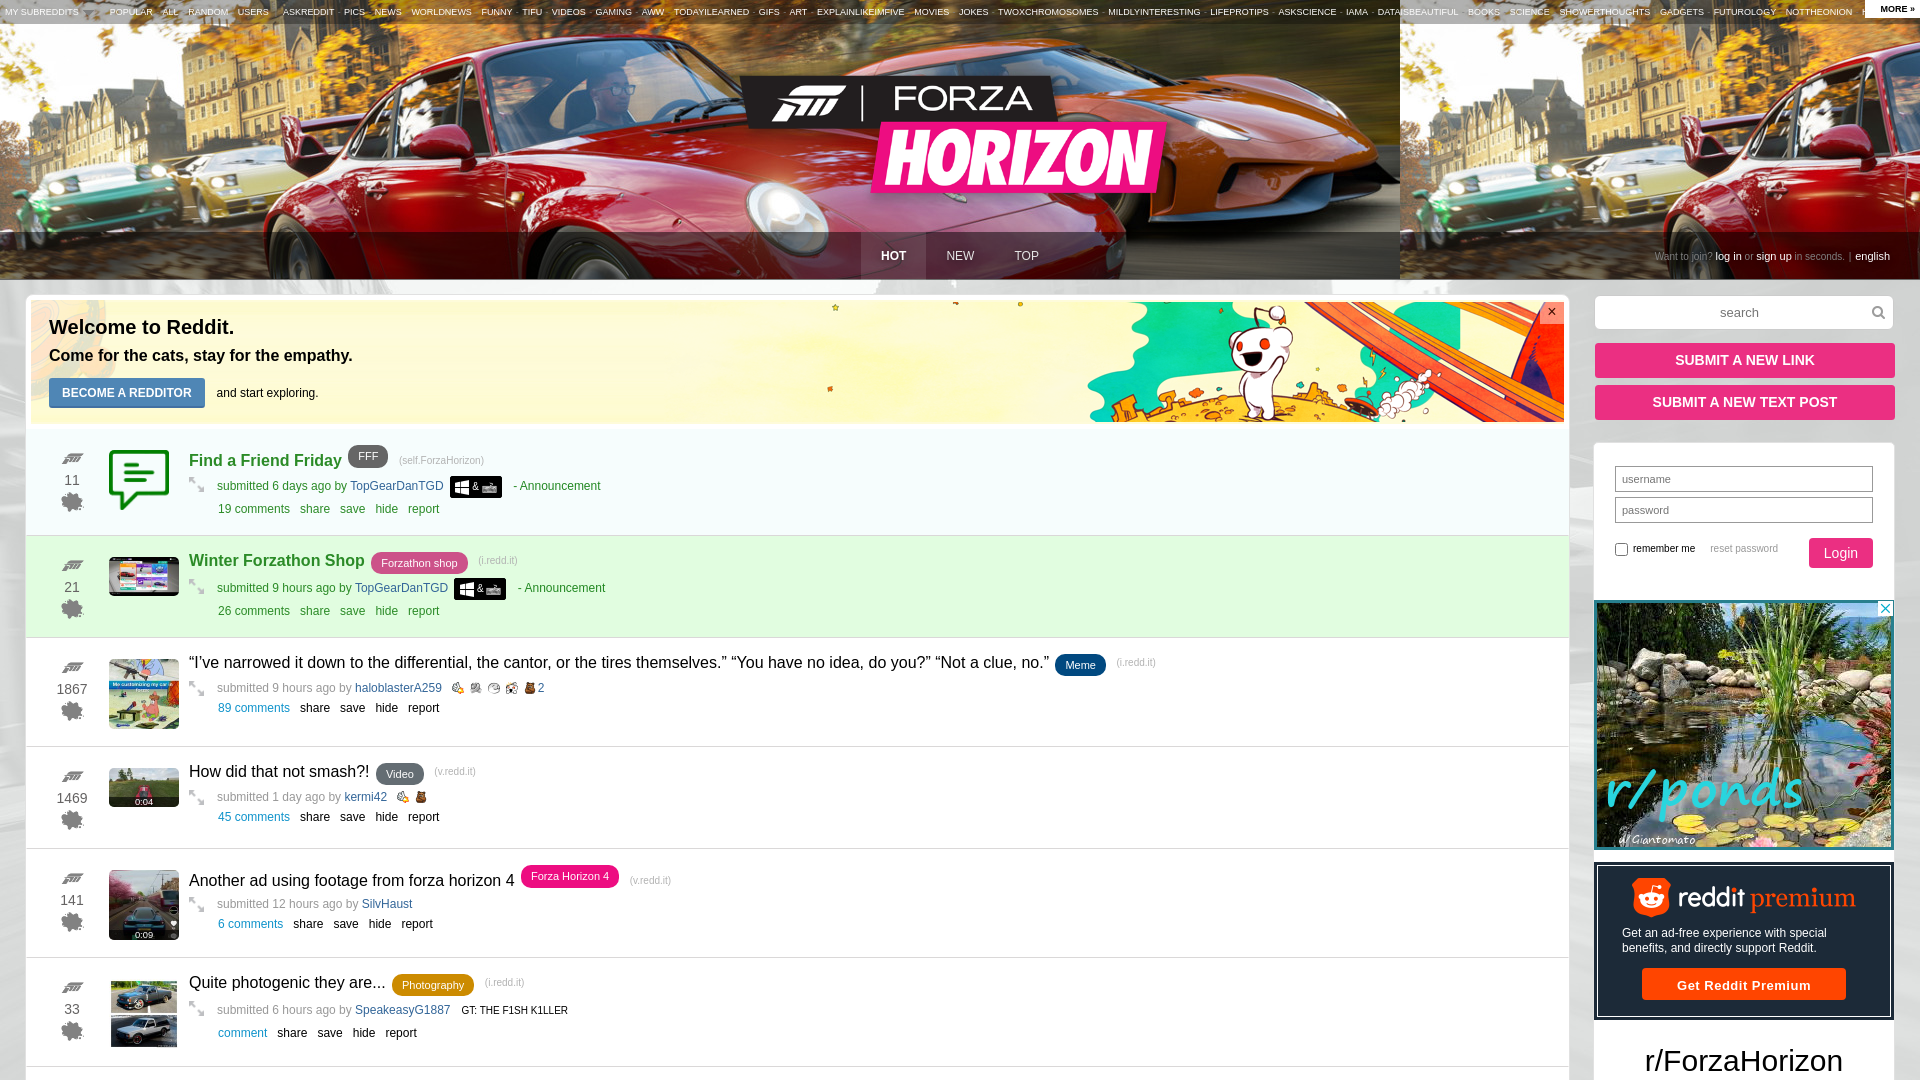 MY SUBREDDITS POPULAR - ALL - RANDOM - USERS | ASKREDDIT - PICS - NEWS - WORLDNEWS - FUNNY - TIFU - VIDEOS - GAMING - AWW - TODAYILEARNED - GIFS - ART - EXPLAINLIKEIMFIVE - MOVIES - JOKES - TWOXCHROMOSOMES - MILDLYINTERESTING - LIFEPROTIPS - ASKSCIENCE - IAMA - DATAISBEAUTIFUL - BOOKS - SCIENCE - SHOWERTHOUGHTS - GADGETS - FUTUROLOGY - NOTTHEONION MORE »
FORZA
HORIZON
HOT NEW TOP
Want to join? log in or sign up in seconds. | english
Welcome to Reddit.
Come for the cats, stay for the empathy.
BECOME A REDDITOR and start exploring.
×
search
SUBMIT A NEW LINK
SUBMIT A NEW TEXT POST
username
password
remember me reset password Login
11
Find a Friend Friday FFF (self.ForzaHorizon)
submitted 6 days ago by TopGearDanTGD & - Announcement
19 comments share save hide report
21
Winter Forzathon Shop Forzathon shop (i.redd.it)
submitted 9 hours ago by TopGearDanTGD & - Announcement
26 comments share save hide report
1867
Me customizing my car in
“I’ve narrowed it down to the differential, the cantor, or the tires themselves.” “You have no idea, do you?” “Not a clue, no.” Meme (i.redd.it)
submitted 9 hours ago by haloblasterA259 2
89 comments share save hide report
1469
0:04
How did that not smash?! Video (v.redd.it)
submitted 1 day ago by kermi42
45 comments share save hide report
141
0:09
Another ad using footage from forza horizon 4 Forza Horizon 4 (v.redd.it)
submitted 12 hours ago by SilvHaust
6 comments share save hide report
33
Quite photogenic they are... Photography (i.redd.it)
submitted 6 hours ago by SpeakeasyG1887 GT: THE F1SH K1LLER
comment share save hide report
r/ponds
u/Giantomato
reddit premium
Get an ad-free experience with special
benefits, and directly support Reddit.
Get Reddit Premium
r/ForzaHorizon